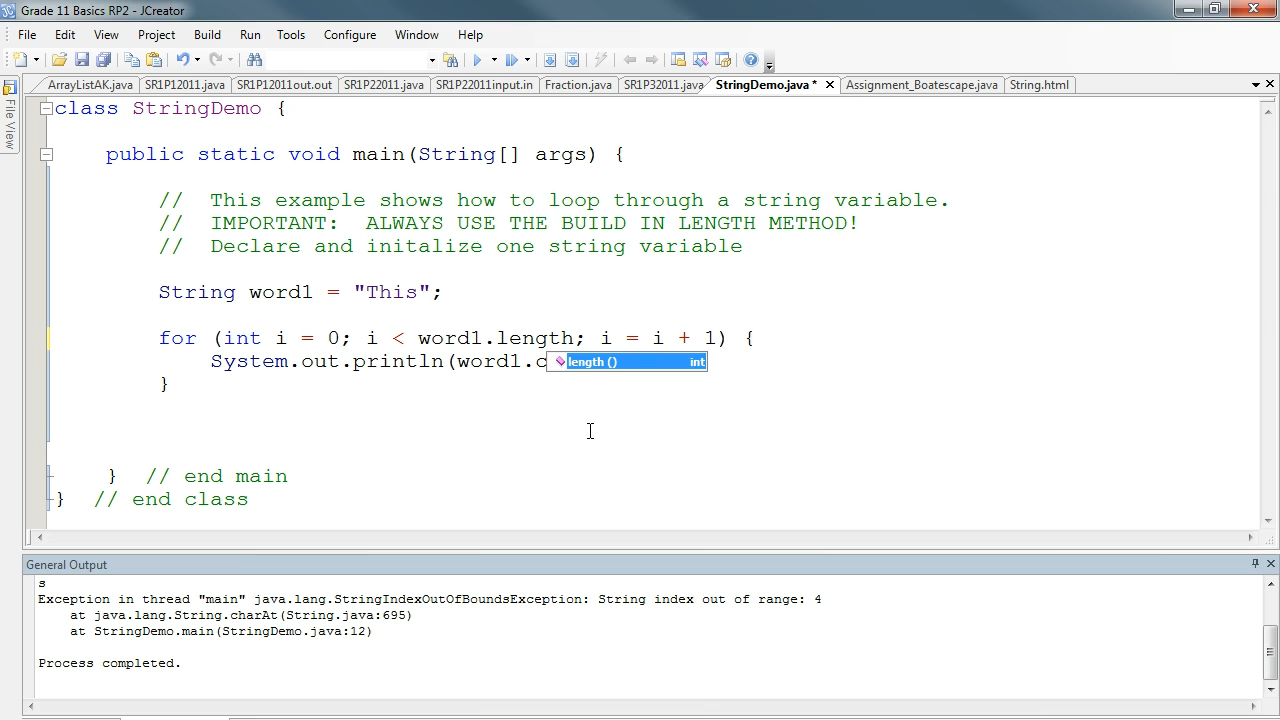 Grade 11 Basics RP2 - JCreator
File Edit View Project Build Run Tools Configure Window Help
ArrayListAK.java SR1P12011.java SR1P12011out.out SR1P22011.java SR1P22011input.in Fraction.java SR1P32011.java StringDemo.java * Assignment_Boatescape.java String.html
File View
class StringDemo {
public static void main(String[] args) {
// This example shows how to loop through a string variable.
// IMPORTANT: ALWAYS USE THE BUILD IN LENGTH METHOD!
// Declare and initalize one string variable
String word1 = "This";
for (int i = 0; i < word1.length; i = i + 1) {
System.out.println(word1.c
length () int
}
} // end main
} // end class
General Output
s
Exception in thread "main" java.lang.StringIndexOutOfBoundsException: String index out of range: 4
at java.lang.String.charAt(String.java:695)
at StringDemo.main(StringDemo.java:12)
Process completed.